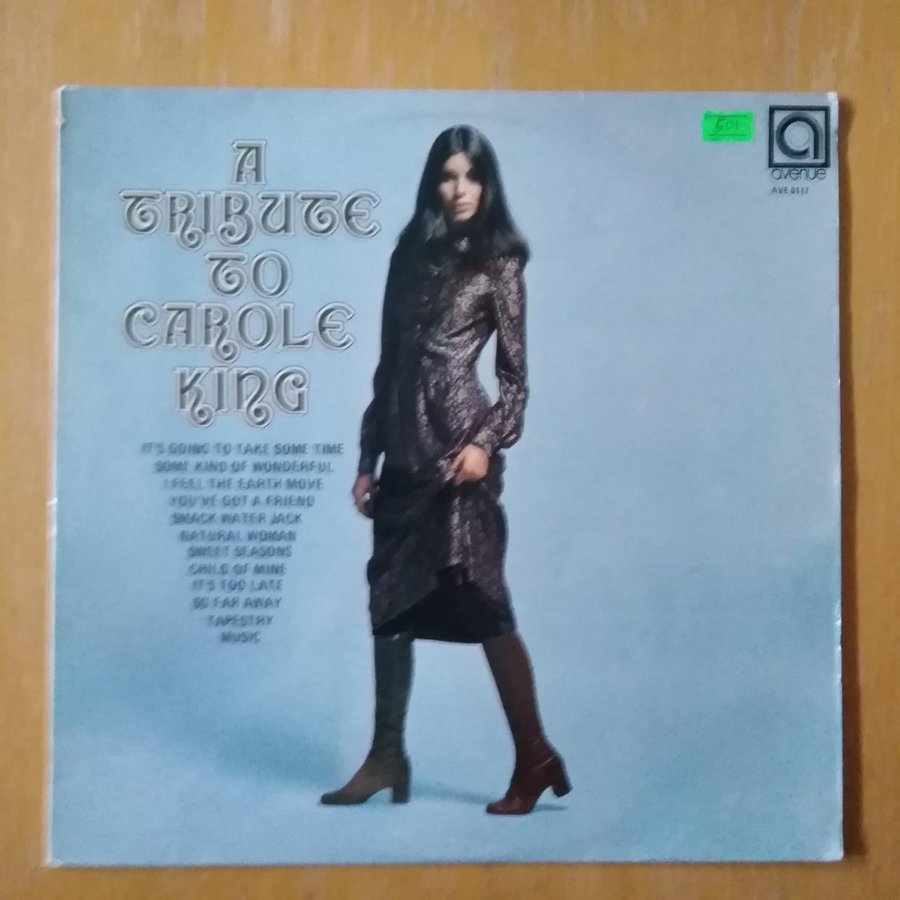 A
TRIBUTE
TO
CAROLE
KING
IT'S GOING TO TAKE SOME TIME
SOME KIND OF WONDERFUL
I FEEL THE EARTH MOVE
YOU'VE GOT A FRIEND
SMACK WATER JACK
NATURAL WOMAN
SWEET SEASONS
CHILD OF MINE
IT'S TOO LATE
SO FAR AWAY
TAPESTRY
MUSIC
a
avenue
AVE 0117